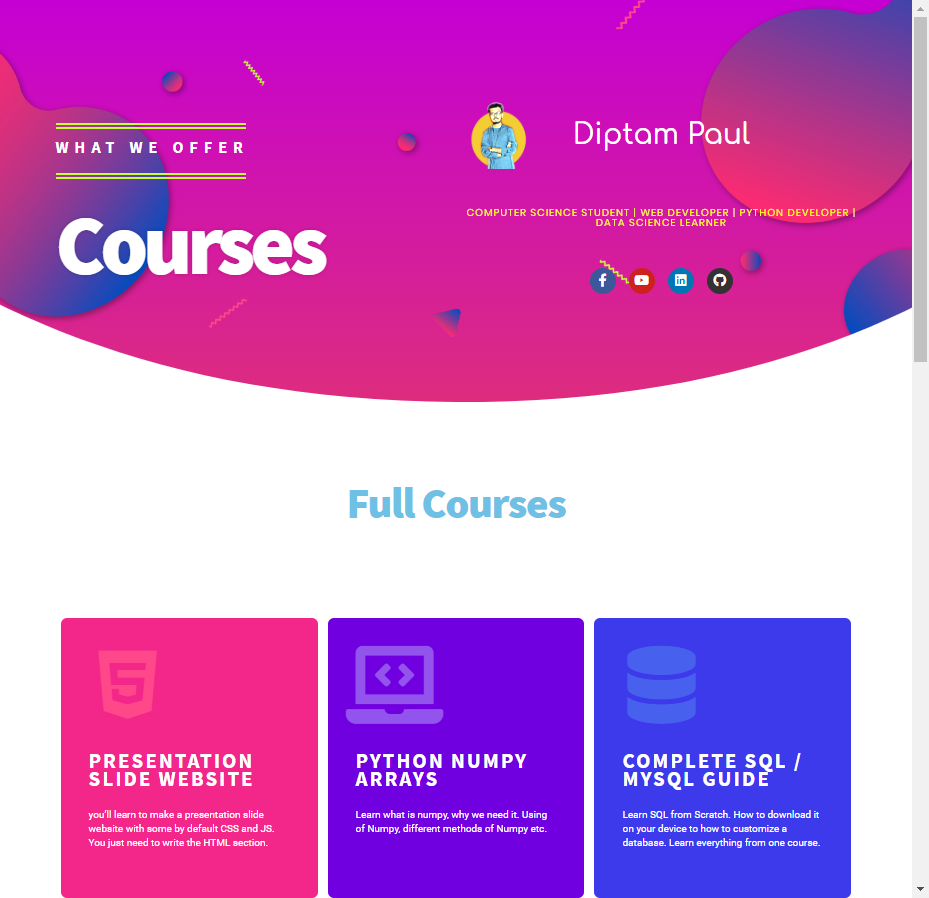 WHAT WE OFFER
Courses
Diptam Paul
COMPUTER SCIENCE STUDENT | WEB DEVELOPER | PYTHON DEVELOPER |
DATA SCIENCE LEARNER
Full Courses
PRESENTATION
SLIDE WEBSITE
you'll learn to make a presentation slide
website with some by default CSS and JS.
You just need to write the HTML section.
PYTHON NUMPY
ARRAYS
Learn what is numpy, why we need it. Using
of Numpy, different methods of Numpy etc.
COMPLETE SQL /
MYSQL GUIDE
Learn SQL from Scratch. How to download it
on your device to how to customize a
database. Learn everything from one course.